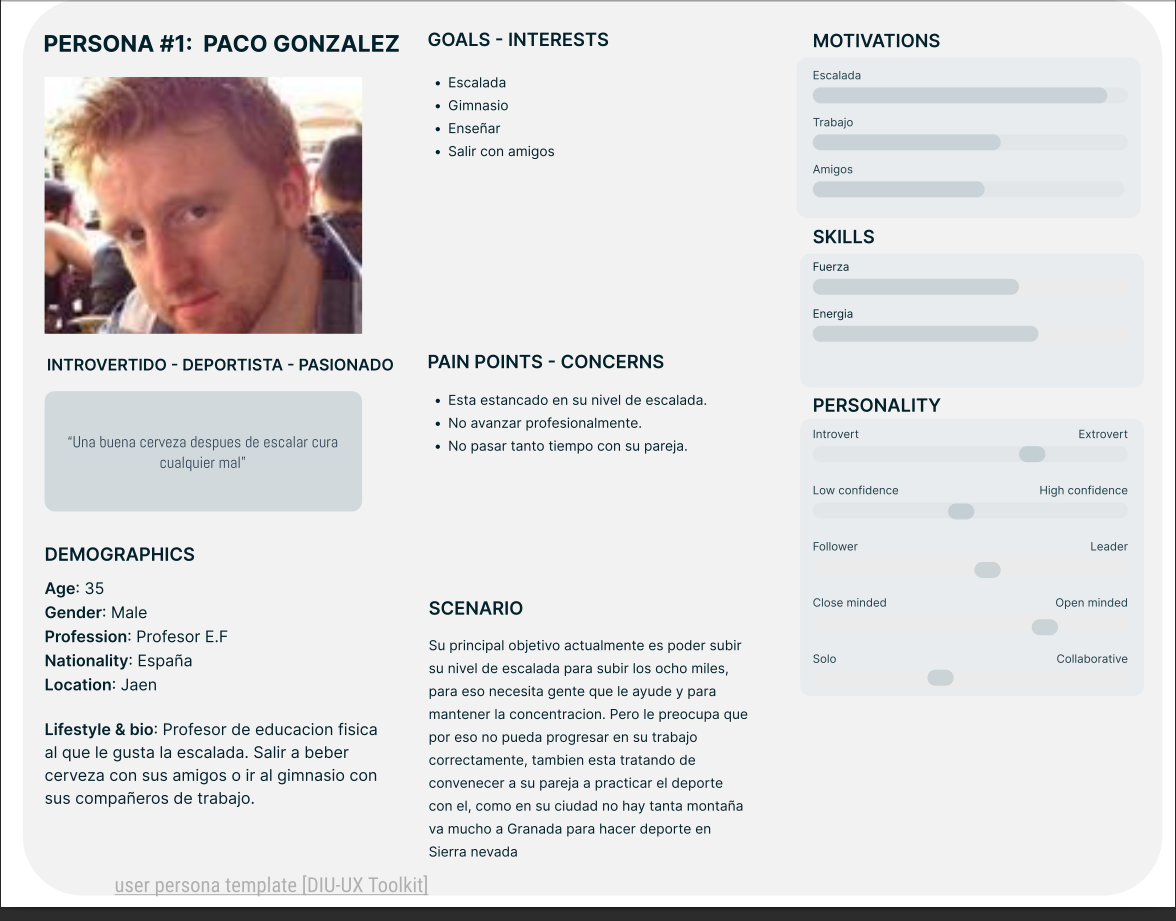 PERSONA #1: PACO GONZALEZ
INTROVERTIDO - DEPORTISTA - PASIONADO
“Una buena cerveza despues de escalar cura
cualquier mal”
DEMOGRAPHICS
Age: 35
Gender: Male
Profession: Profesor E.F
Nationality: España
Location: Jaen
Lifestyle & bio: Profesor de educacion fisica
al que le gusta la escalada. Salir a beber
cerveza con sus amigos o ir al gimnasio con
sus compañeros de trabajo.
GOALS - INTERESTS
• Escalada
• Gimnasio
• Enseñar
• Salir con amigos
PAIN POINTS - CONCERNS
• Esta estancado en su nivel de escalada.
• No avanzar profesionalmente.
• No pasar tanto tiempo con su pareja.
SCENARIO
Su principal objetivo actualmente es poder subir
su nivel de escalada para subir los ocho miles,
para eso necesita gente que le ayude y para
mantener la concentracion. Pero le preocupa que
por eso no pueda progresar en su trabajo
correctamente, tambien esta tratando de
convenecer a su pareja a practicar el deporte
con el, como en su ciudad no hay tanta montaña
va mucho a Granada para hacer deporte en
Sierra nevada
MOTIVATIONS
Escalada
Trabajo
Amigos
SKILLS
Fuerza
Energia
PERSONALITY
Introvert Extrovert
Low confidence High confidence
Follower Leader
Close minded Open minded
Solo Collaborative
user persona template [DIU-UX Toolkit]